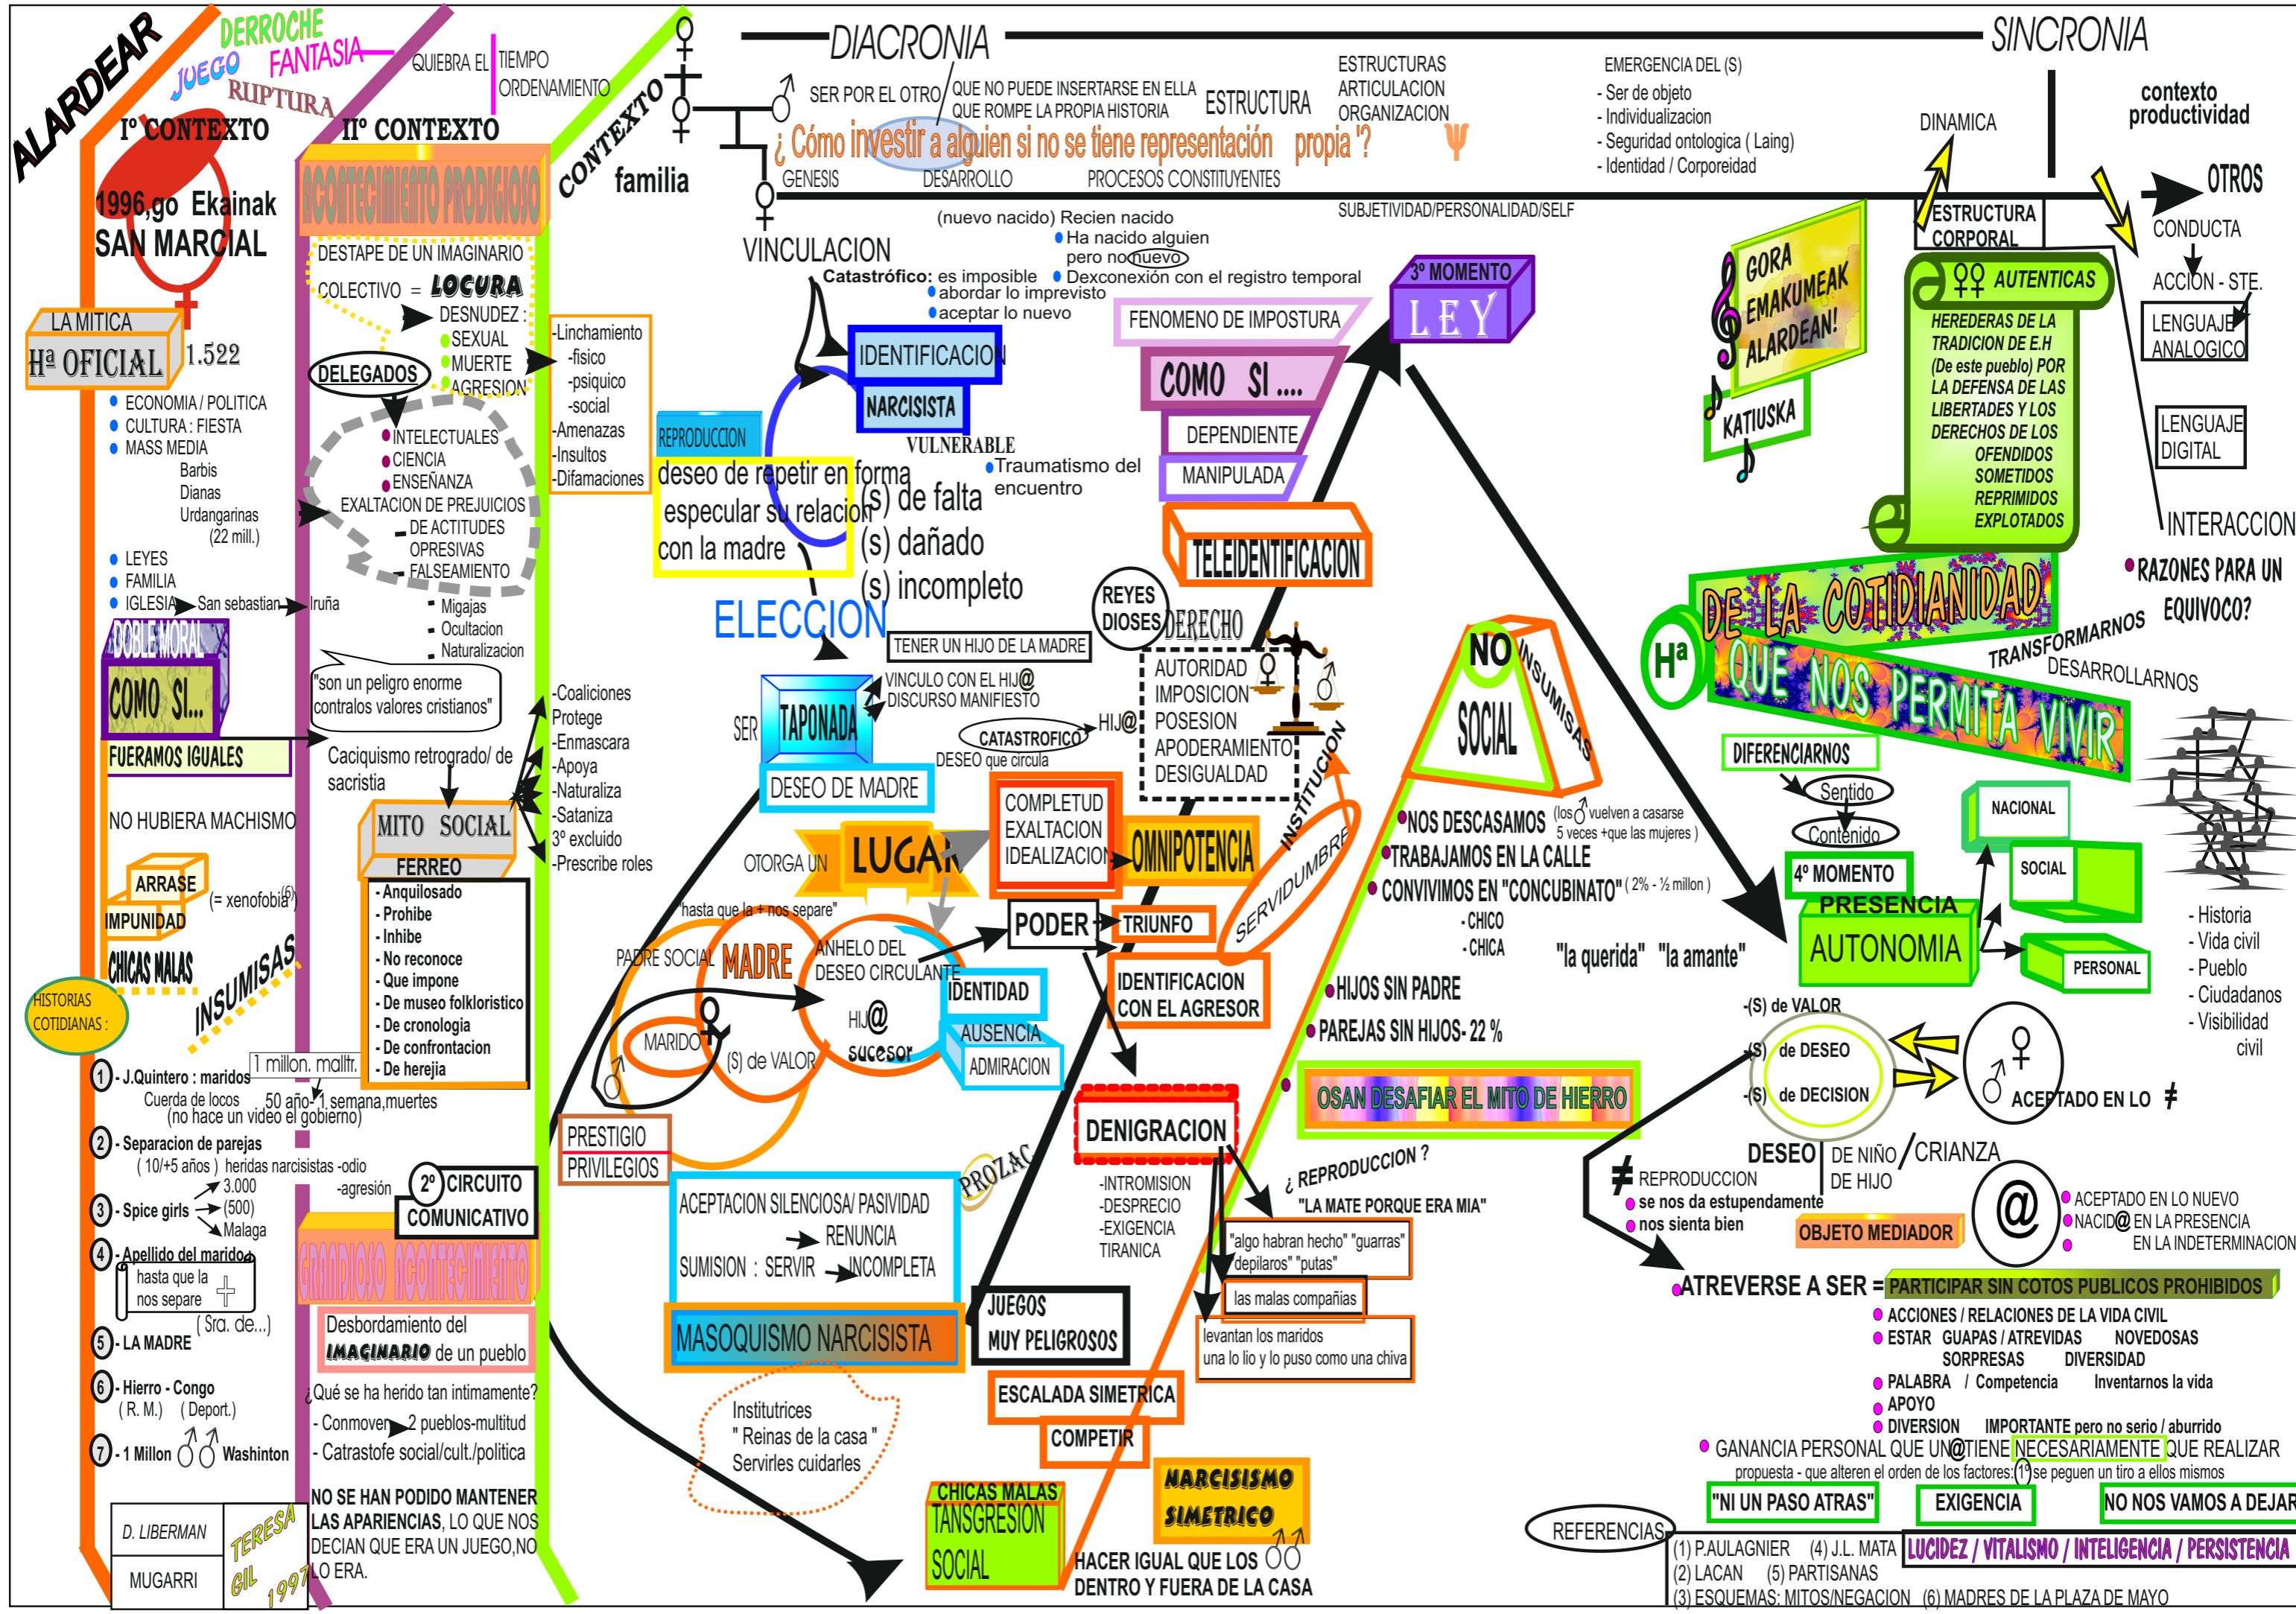 ALARDEAR
DERROCHE
JUEGO FANTASIA
RUPTURA
QUIEBRA EL TIEMPO
ORDENAMIENTO
Iº CONTEXTO
1996,go Ekainak
SAN MARCIAL
LA MITICA
Hª OFICIAL 1.522
ECONOMIA / POLITICA
CULTURA : FIESTA
MASS MEDIA
Barbis
Dianas
Urdangarinas
(22 mill.)
LEYES
FAMILIA
IGLESIA San sebastian Iruña
DOBLE MORAL
COMO SI...
FUERAMOS IGUALES
NO HUBIERA MACHISMO
ARRASE
(= xenofobia(6))
IMPUNIDAD
CHICAS MALAS
INSUMISAS
HISTORIAS
COTIDIANAS :
1 millon. malltr.
1 - J.Quintero : maridos
Cuerda de locos 50 año- 1 semana,muertes
(no hace un video el gobierno)
2 - Separacion de parejas
( 10/+5 años ) heridas narcisistas -odio
-agresión
3.000
3 - Spice girls (500)
Malaga
4 - Apellido del marido
hasta que la
nos separe
( Sra. de...)
5 - LA MADRE
6 - Hierro - Congo
( R. M.) ( Deport.)
7 - 1 Millon ♂♂ Washinton
D. LIBERMAN
MUGARRI
TERESA
GIL 1997
IIº CONTEXTO
ACONTECIMIENTO PRODIGIOSO
DESTAPE DE UN IMAGINARIO
COLECTIVO = LOCURA
DESNUDEZ :
SEXUAL
MUERTE
AGRESION
DELEGADOS
INTELECTUALES
CIENCIA
ENSEÑANZA
EXALTACION DE PREJUICIOS
DE ACTITUDES
OPRESIVAS
FALSEAMIENTO
Migajas
Ocultacion
Naturalizacion
"son un peligro enorme
contralos valores cristianos"
Caciquismo retrogrado/ de
sacristia
MITO SOCIAL
FERREO
- Anquilosado
- Prohibe
- Inhibe
- No reconoce
- Que impone
- De museo folkloristico
- De cronologia
- De confrontacion
- De herejia
2º CIRCUITO
COMUNICATIVO
GRANDIOSO ACONTECIMIENTO
Desbordamiento del
IMAGINARIO de un pueblo
¿Qué se ha herido tan intimamente?
- Conmoven 2 pueblos-multitud
- Catrastofe social/cult./politica
NO SE HAN PODIDO MANTENER
LAS APARIENCIAS, LO QUE NOS
DECIAN QUE ERA UN JUEGO,NO
LO ERA.
CONTEXTO
familia
-Linchamiento
-fisico
-psiquico
-social
-Amenazas
-Insultos
-Difamaciones
-Coaliciones
Protege
-Enmascara
-Apoya
-Naturaliza
-Sataniza
3º excluido
-Prescribe roles
DIACRONIA
SINCRONIA
SER POR EL OTRO
QUE NO PUEDE INSERTARSE EN ELLA
QUE ROMPE LA PROPIA HISTORIA
ESTRUCTURA
ESTRUCTURAS
ARTICULACION
ORGANIZACION
¿ Cómo investir a alguien si no se tiene representación propia '?
Ψ
GENESIS DESARROLLO PROCESOS CONSTITUYENTES
EMERGENCIA DEL (S)
- Ser de objeto
- Individualizacion
- Seguridad ontologica ( Laing)
- Identidad / Corporeidad
SUBJETIVIDAD/PERSONALIDAD/SELF
DINAMICA
contexto
productividad
OTROS
CONDUCTA
ACCION - STE.
LENGUAJE
ANALOGICO
LENGUAJE
DIGITAL
INTERACCION
ESTRUCTURA
CORPORAL
VINCULACION
(nuevo nacido) Recien nacido
Ha nacido alguien
pero no nuevo
Dexconexión con el registro temporal
Catastrófico: es imposible
abordar lo imprevisto
aceptar lo nuevo
IDENTIFICACION
NARCISISTA
VULNERABLE
Traumatismo del
encuentro
REPRODUCCION
deseo de repetir en forma
especular su relacion
con la madre
(s) de falta
(s) dañado
(s) incompleto
ELECCION
TENER UN HIJO DE LA MADRE
VINCULO CON EL HIJ@
DISCURSO MANIFIESTO
SER TAPONADA
CATASTROFICO HIJ@
DESEO que circula
DESEO DE MADRE
OTORGA UN LUGAR
COMPLETUD
EXALTACION
IDEALIZACION
OMNIPOTENCIA
"hasta que la + nos separe"
PADRE SOCIAL MADRE
ANHELO DEL
DESEO CIRCULANTE
MARIDO
(S) de VALOR
HIJ@
sucesor
IDENTIDAD
AUSENCIA
ADMIRACION
PODER
TRIUNFO
IDENTIFICACION
CON EL AGRESOR
PRESTIGIO
PRIVILEGIOS
ACEPTACION SILENCIOSA/ PASIVIDAD
RENUNCIA
SUMISION : SERVIR INCOMPLETA
PROZAC
MASOQUISMO NARCISISTA
Institutrices
" Reinas de la casa "
Servirles cuidarles
JUEGOS
MUY PELIGROSOS
ESCALADA SIMETRICA
COMPETIR
NARCISISMO
SIMETRICO
CHICAS MALAS
TANSGRESION
SOCIAL
HACER IGUAL QUE LOS ♂♂
DENTRO Y FUERA DE LA CASA
3º MOMENTO
LEY
FENOMENO DE IMPOSTURA
COMO SI ....
DEPENDIENTE
MANIPULADA
TELEIDENTIFICACION
REYES
DIOSES
DERECHO
AUTORIDAD
IMPOSICION
POSESION
APODERAMIENTO
DESIGUALDAD
INSTITUCION
SERVIDUMBRE
DENIGRACION
-INTROMISION
-DESPRECIO
-EXIGENCIA
TIRANICA
¿ REPRODUCCION ?
"LA MATE PORQUE ERA MIA"
"algo habran hecho" "guarras"
depilaros" "putas"
las malas compañias
levantan los maridos
una lo lio y lo puso como una chiva
NO
SOCIAL
INSUMISAS
NOS DESCASAMOS (los ♂ vuelven a casarse
5 veces +que las mujeres )
TRABAJAMOS EN LA CALLE
CONVIVIMOS EN "CONCUBINATO" ( 2% - ½ millon )
- CHICO
- CHICA
"la querida" "la amante"
HIJOS SIN PADRE
PAREJAS SIN HIJOS- 22 %
OSAN DESAFIAR EL MITO DE HIERRO
GORA
EMAKUMEAK
ALARDEAN!
KATIUSKA
♀♀ AUTENTICAS
HEREDERAS DE LA
TRADICION DE E.H
(De este pueblo) POR
LA DEFENSA DE LAS
LIBERTADES Y LOS
DERECHOS DE LOS
OFENDIDOS
SOMETIDOS
REPRIMIDOS
EXPLOTADOS
RAZONES PARA UN
EQUIVOCO?
Hª
DE LA COTIDIANIDAD
QUE NOS PERMITA VIVIR
TRANSFORMARNOS
DESARROLLARNOS
DIFERENCIARNOS
Sentido
Contenido
4º MOMENTO
PRESENCIA
AUTONOMIA
NACIONAL
SOCIAL
PERSONAL
- Historia
- Vida civil
- Pueblo
- Ciudadanos
- Visibilidad
civil
-(S) de VALOR
-(S) de DESEO
-(S) de DECISION
ACEPTADO EN LO ≠
DESEO DE NIÑO / CRIANZA
DE HIJO
≠ REPRODUCCION
se nos da estupendamente
nos sienta bien
OBJETO MEDIADOR
@
ACEPTADO EN LO NUEVO
NACID@ EN LA PRESENCIA
EN LA INDETERMINACION
ATREVERSE A SER = PARTICIPAR SIN COTOS PUBLICOS PROHIBIDOS
ACCIONES / RELACIONES DE LA VIDA CIVIL
ESTAR GUAPAS / ATREVIDAS NOVEDOSAS
SORPRESAS DIVERSIDAD
PALABRA / Competencia Inventarnos la vida
APOYO
DIVERSION IMPORTANTE pero no serio / aburrido
GANANCIA PERSONAL QUE UN@ TIENE NECESARIAMENTE QUE REALIZAR
propuesta - que alteren el orden de los factores: 1º se peguen un tiro a ellos mismos
"NI UN PASO ATRAS"
EXIGENCIA
NO NOS VAMOS A DEJAR
REFERENCIAS
(1) P.AULAGNIER (4) J.L. MATA
LUCIDEZ / VITALISMO / INTELIGENCIA / PERSISTENCIA
(2) LACAN (5) PARTISANAS
(3) ESQUEMAS: MITOS/NEGACION (6) MADRES DE LA PLAZA DE MAYO